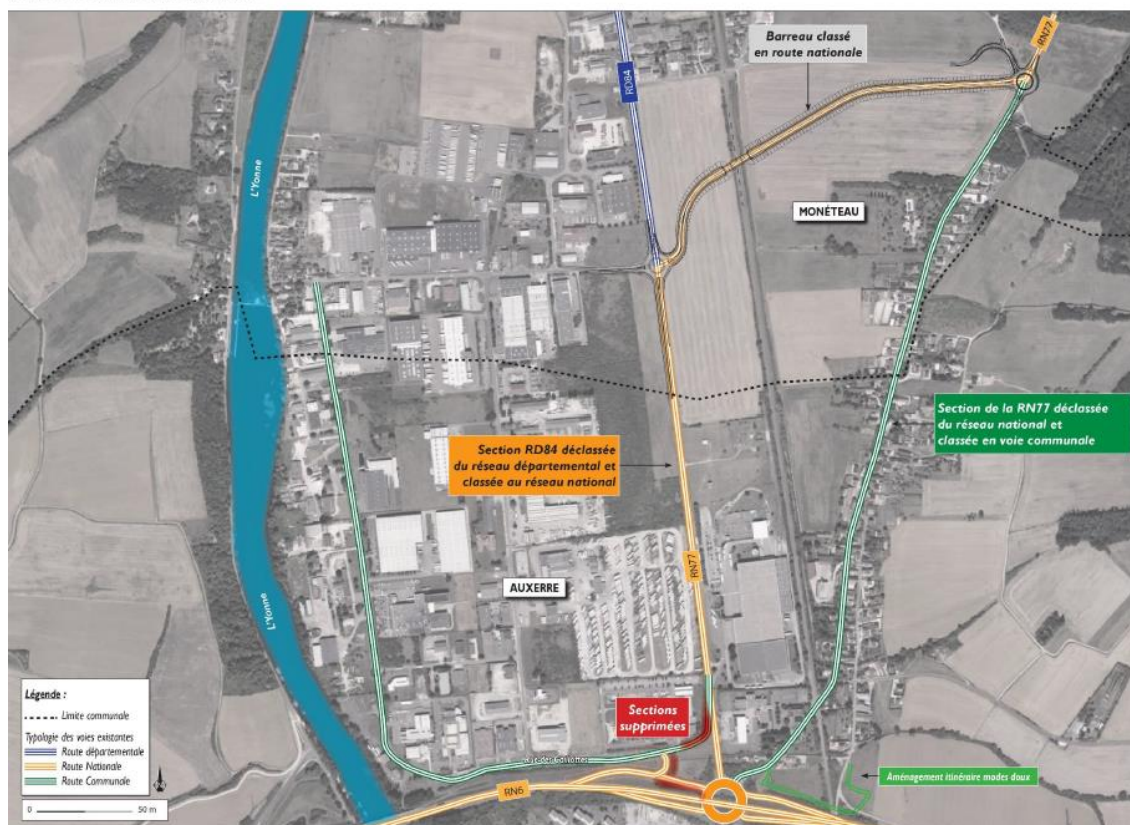 Barreau classé
en route nationale
RN77
RD84
L'Yonne
MONÉTEAU
Section de la RN77 déclassée
du réseau national et
classée en voie communale
Section RD84 déclassée
du réseau départemental et
classée au réseau national
RN77
AUXERRE
L'Yonne
Sections
supprimées
Aménagement itinéraire modes doux
RN6
Légende :
Limite communale
Typologie des voies existantes
Route départementale
Route Nationale
Route Communale
0 50 m